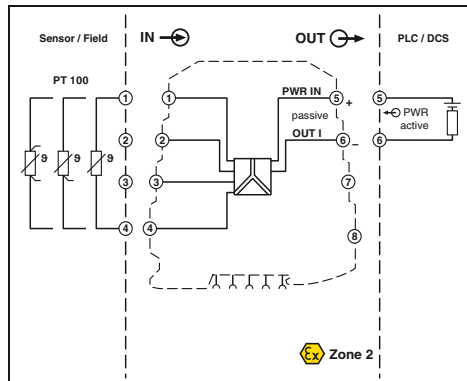 Sensor / Field
IN
OUT
PLC / DCS
PT 100
1
2
3
4
ϑ
ϑ
ϑ
1
2
3
4
PWR IN
passive
OUT I
5
+
6
–
7
8
5
PWR
active
6
Ex
Zone 2